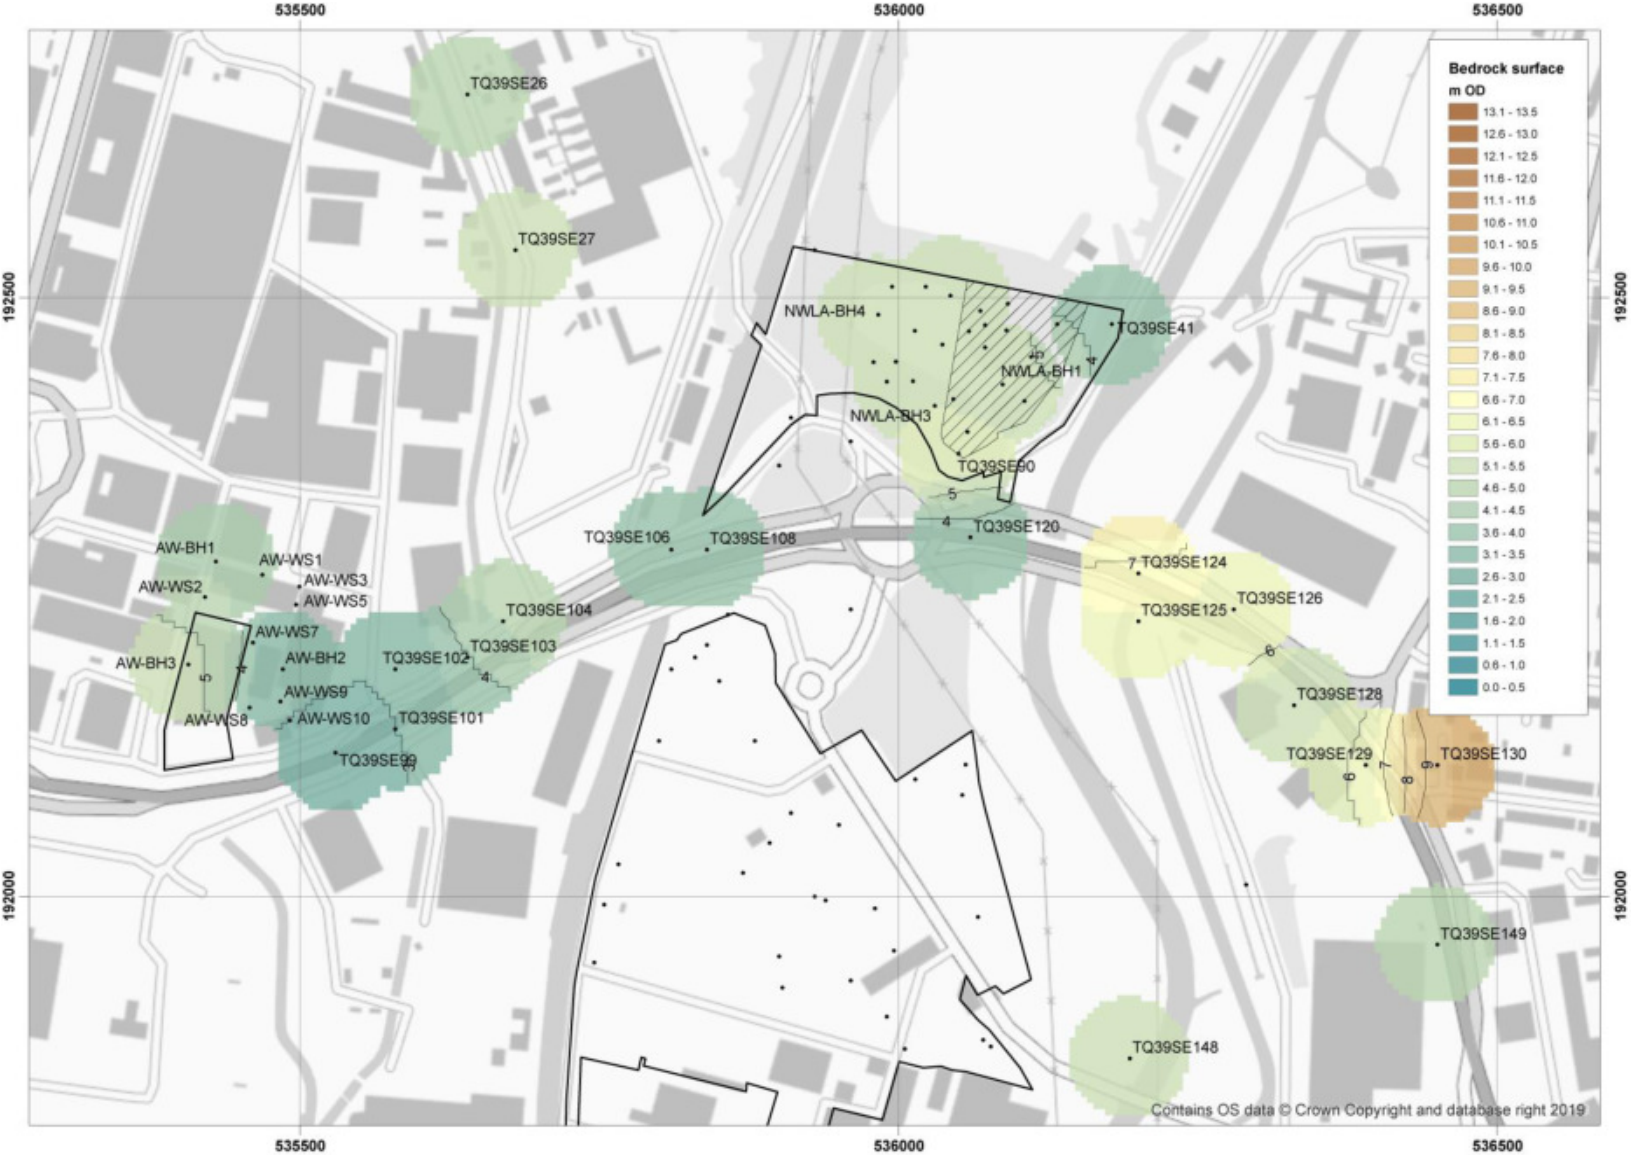 535500
536000
536500
Bedrock surface
m OD
13.1 - 13.5
12.6 - 13.0
12.1 - 12.5
11.6 - 12.0
11.1 - 11.5
10.6 - 11.0
10.1 - 10.5
9.6 - 10.0
9.1 - 9.5
8.6 - 9.0
8.1 - 8.5
7.6 - 8.0
7.1 - 7.5
6.6 - 7.0
6.1 - 6.5
5.6 - 6.0
5.1 - 5.5
4.6 - 5.0
4.1 - 4.5
3.6 - 4.0
3.1 - 3.5
2.6 - 3.0
2.1 - 2.5
1.6 - 2.0
1.1 - 1.5
0.6 - 1.0
0.0 - 0.5
TQ39SE26
TQ39SE27
192500
192500
NWLA-BH4
TQ39SE41
5
4
NWLA-BH1
NWLA-BH3
TQ39SE90
5
4
TQ39SE120
TQ39SE106
TQ39SE108
AW-BH1
AW-WS1
AW-WS2
AW-WS3
AW-WS5
7
TQ39SE124
TQ39SE126
TQ39SE125
TQ39SE104
AW-WS7
TQ39SE103
AW-BH3
AW-BH2
TQ39SE102
6
4
5
4
AW-WS9
TQ39SE128
AW-WS8
AW-WS10
TQ39SE101
TQ39SE99
3
TQ39SE129
TQ39SE130
6
7
8
9
192000
192000
TQ39SE149
TQ39SE148
Contains OS data © Crown Copyright and database right 2019
535500
536000
536500